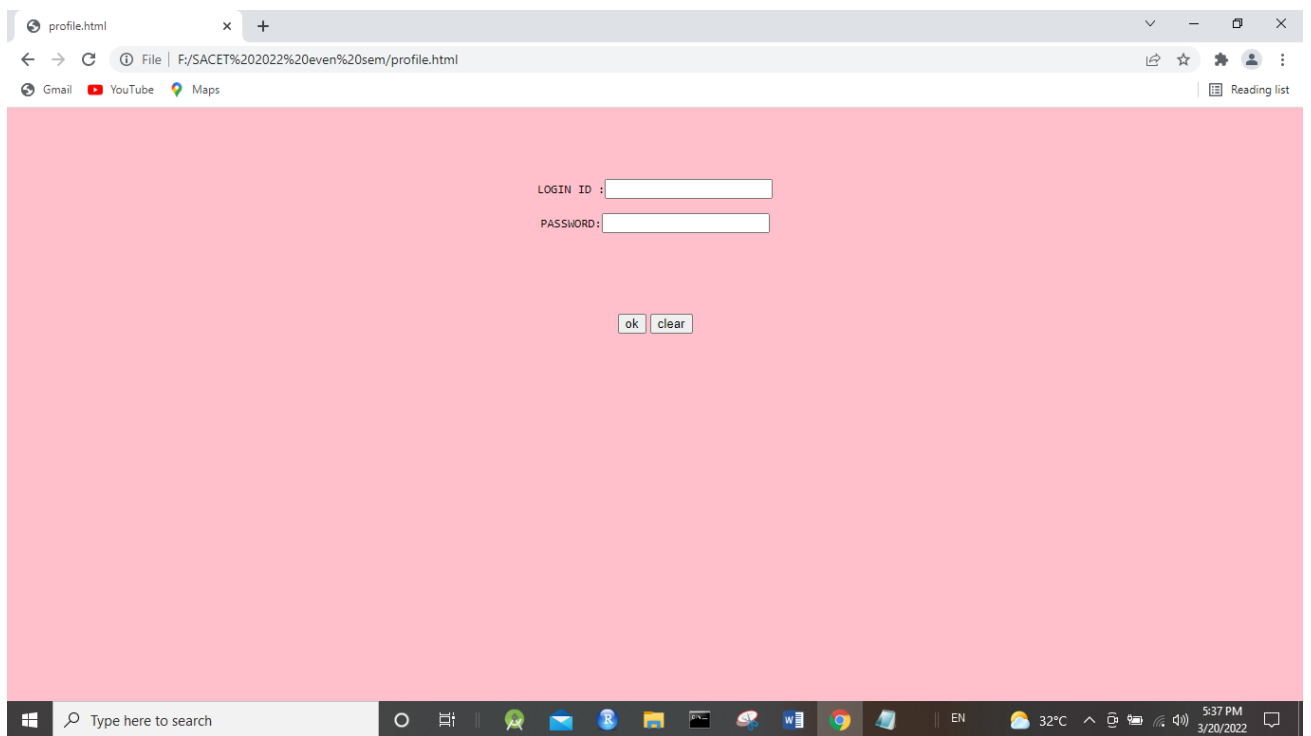 profile.html
File | F:/SACET%202022%20even%20sem/profile.html
Gmail YouTube Maps Reading list
LOGIN ID :
PASSWORD:
ok clear
Type here to search EN 32°C 5:37 PM
3/20/2022